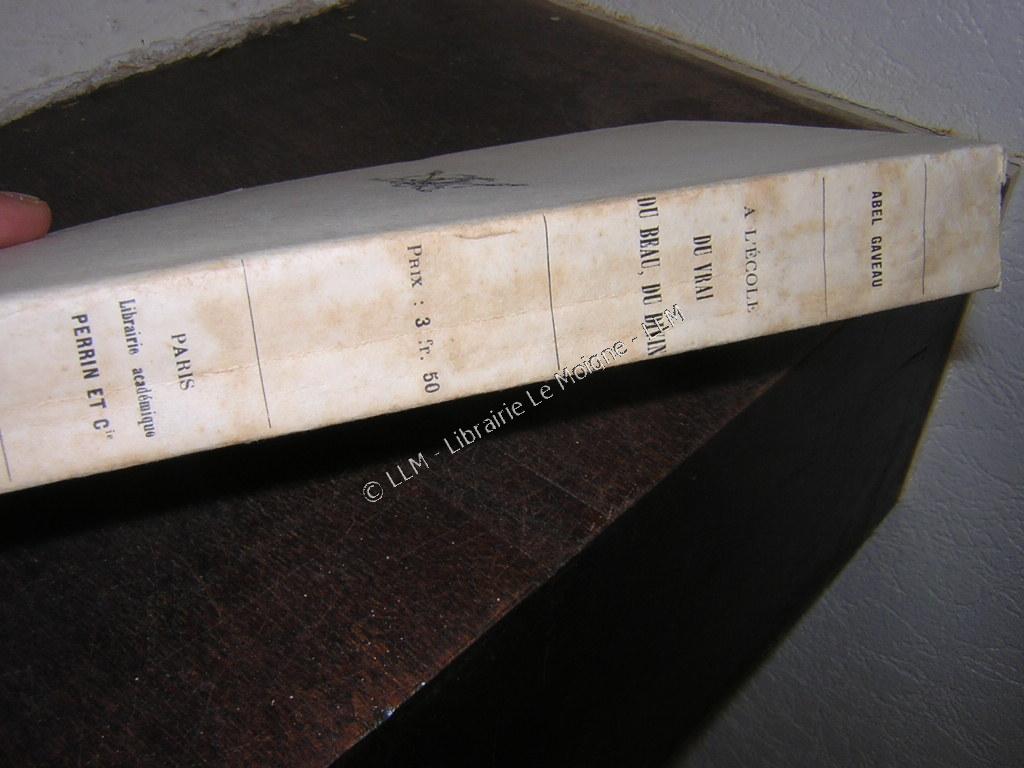 ABEL GAVEAU
A L'ÉCOLE
DU VRAI
DU BEAU, DU DIVIN
PRIX : 3 fr. 50
PARIS
Librairie académique
PERRIN ET Cie
© LLM - Librairie Le Moigne - LLM